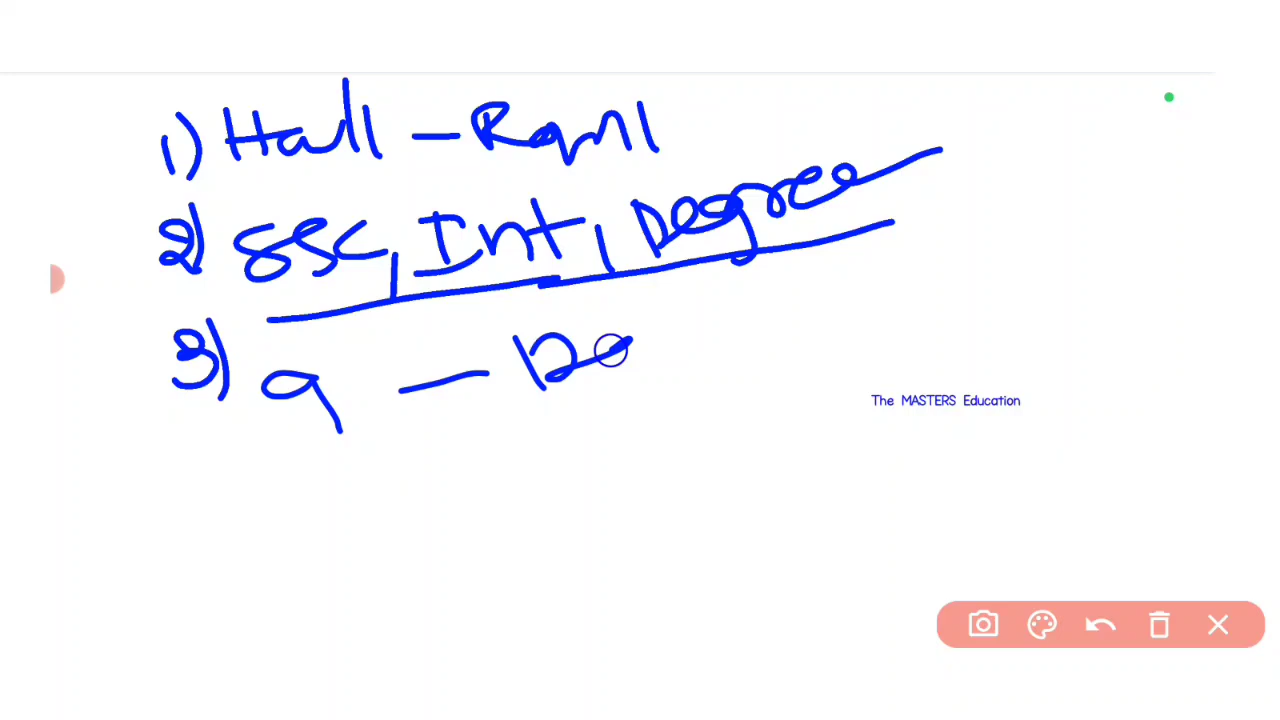 1) Hall - Rank
2) SSC, Int, Degree
3) 9 - 12
The MASTERS Education